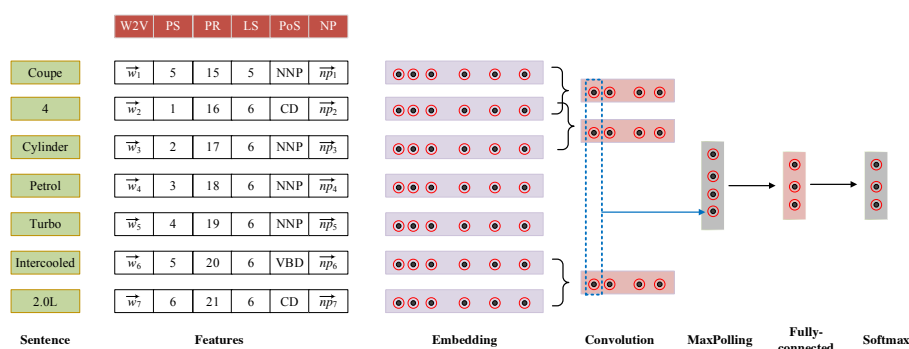 W2V PS PR LS PoS NP
Coupe w₁ 5 15 5 NNP np₁
4 w₂ 1 16 6 CD np₂
Cylinder w₃ 2 17 6 NNP np₃
Petrol w₄ 3 18 6 NNP np₄
Turbo w₅ 4 19 6 NNP np₅
Intercooled w₆ 5 20 6 VBD np₆
2.0L w₇ 6 21 6 CD np₇
Sentence Features Embedding Convolution MaxPolling Fully-connected Softmax